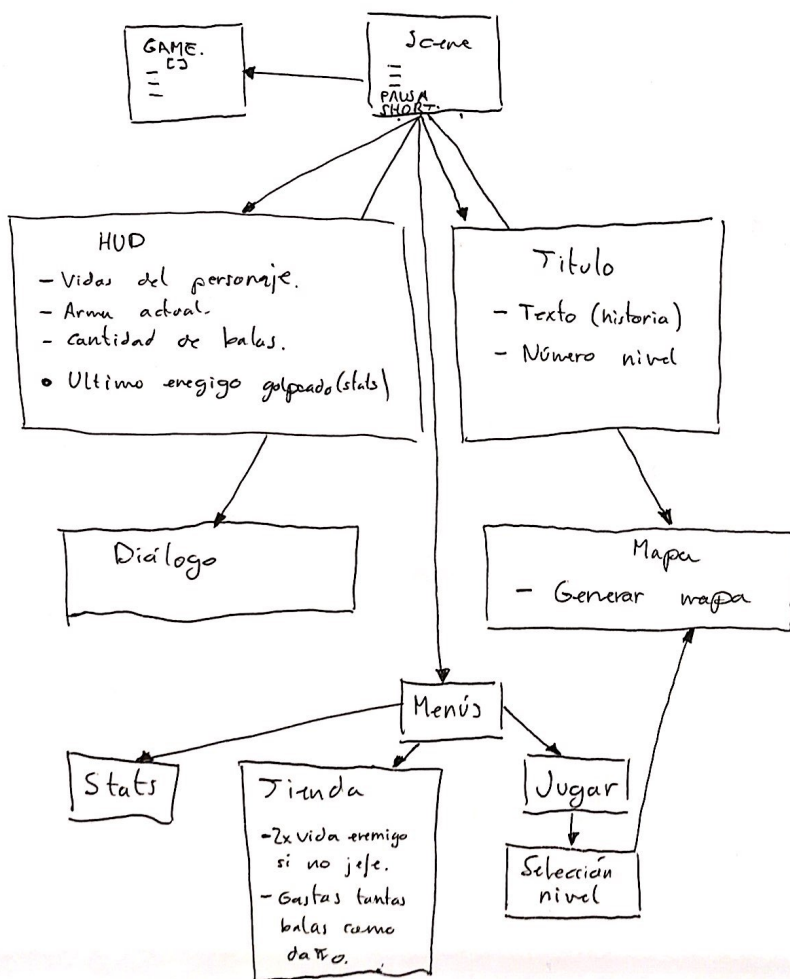 GAME.
[]
Scene
PAUSA
SHORT.
HUD
- Vidas del personaje.
- Arma actual.
- Cantidad de balas.
• Ultimo enegigo golpeado (stats)
Título
- Texto (historia)
- Número nivel
Diálogo
Mapa
- Generar mapa
Menús
Stats
Tienda
- 2x vida enemigo
si no jefe.
- Gastas tantas
balas como
daño.
Jugar
Selección
nivel